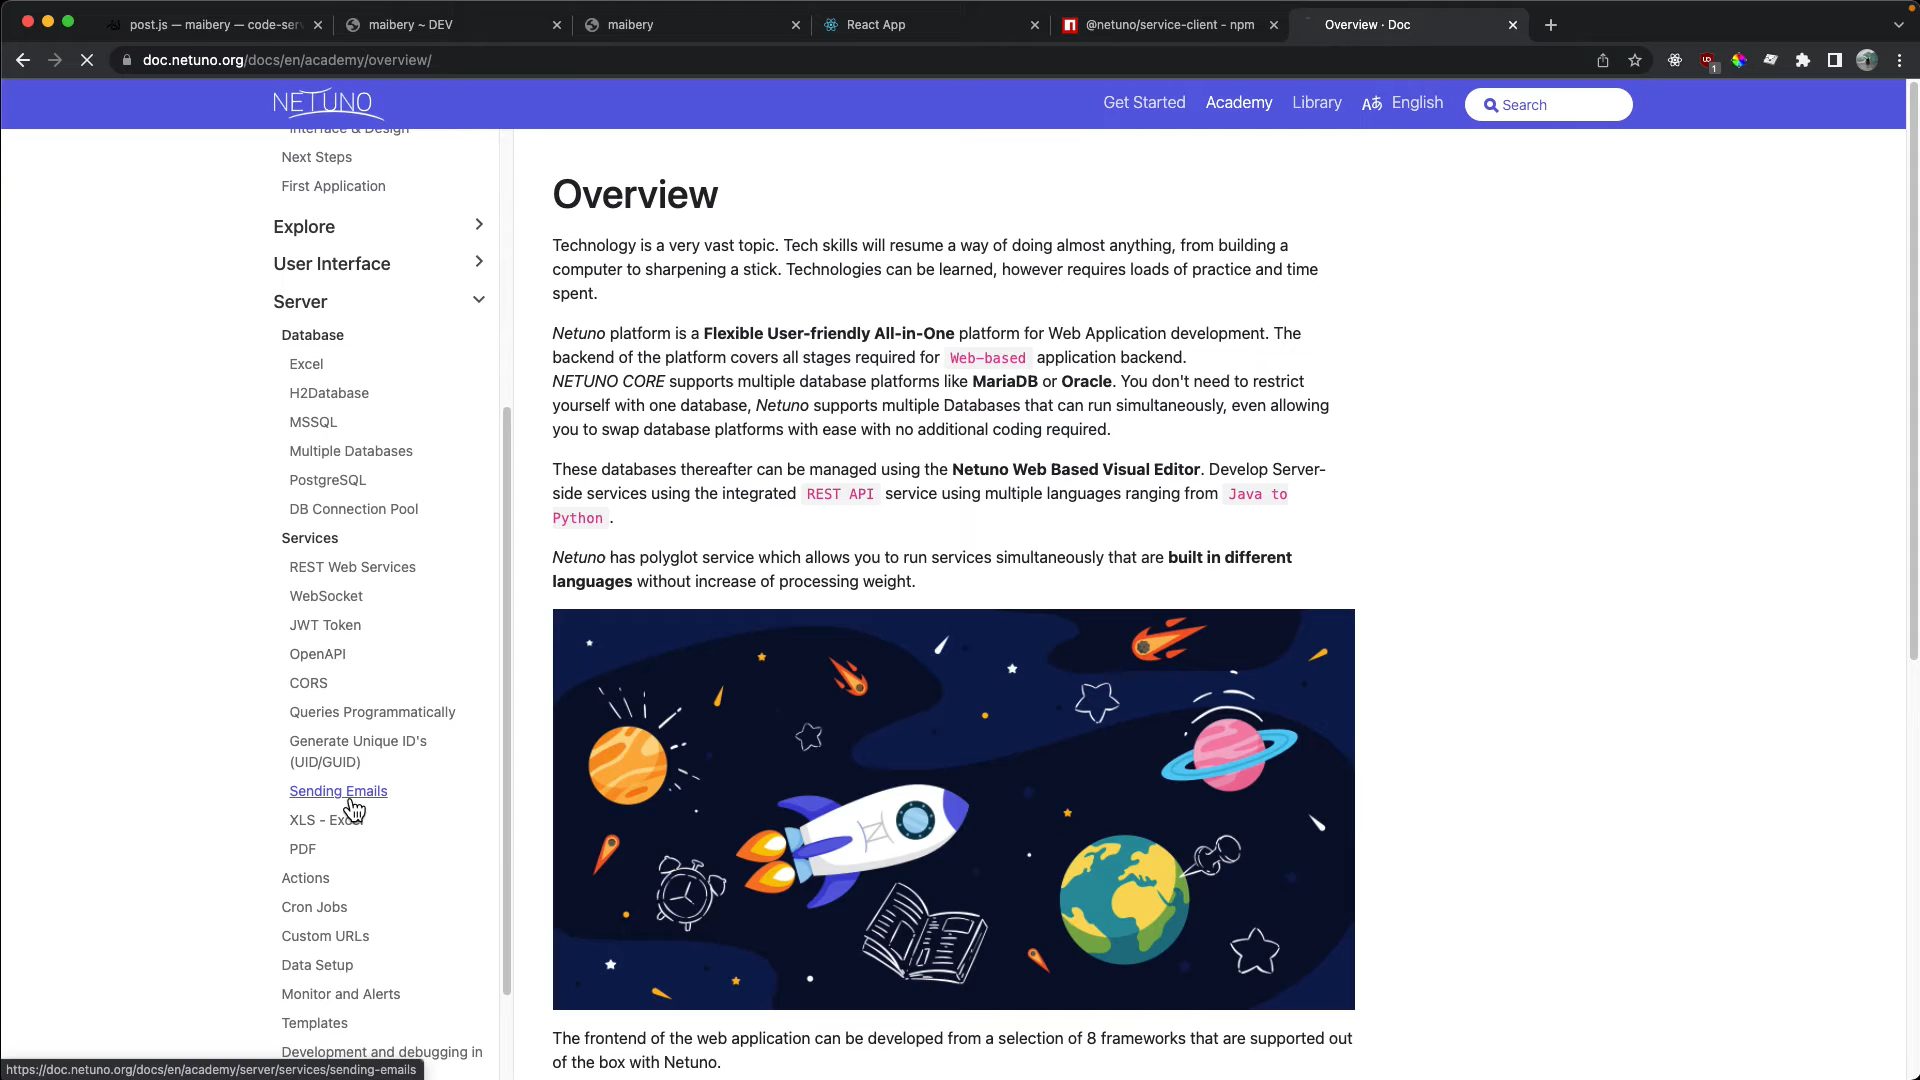 post.js — maibery — code-serv
maibery ~ DEV
maibery
React App
@netuno/service-client - npm
Overview · Doc
doc.netuno.org/docs/en/academy/overview/
1
NETUNO
Get Started
Academy
Library
English
Search
Interface & Design
Next Steps
First Application
Explore
User Interface
Server
Database
Excel
H2Database
MSSQL
Multiple Databases
PostgreSQL
DB Connection Pool
Services
REST Web Services
WebSocket
JWT Token
OpenAPI
CORS
Queries Programmatically
Generate Unique ID's
(UID/GUID)
Sending Emails
XLS - Excel
PDF
Actions
Cron Jobs
Custom URLs
Data Setup
Monitor and Alerts
Templates
Development and debugging in
https://doc.netuno.org/docs/en/academy/server/services/sending-emails
Overview
Technology is a very vast topic. Tech skills will resume a way of doing almost anything, from building a
computer to sharpening a stick. Technologies can be learned, however requires loads of practice and time
spent.
Netuno platform is a Flexible User-friendly All-in-One platform for Web Application development. The
backend of the platform covers all stages required for Web-based application backend.
NETUNO CORE supports multiple database platforms like MariaDB or Oracle. You don't need to restrict
yourself with one database, Netuno supports multiple Databases that can run simultaneously, even allowing
you to swap database platforms with ease with no additional coding required.
These databases thereafter can be managed using the Netuno Web Based Visual Editor. Develop Server-
side services using the integrated REST API service using multiple languages ranging from Java to
Python.
Netuno has polyglot service which allows you to run services simultaneously that are built in different
languages without increase of processing weight.
The frontend of the web application can be developed from a selection of 8 frameworks that are supported out
of the box with Netuno.